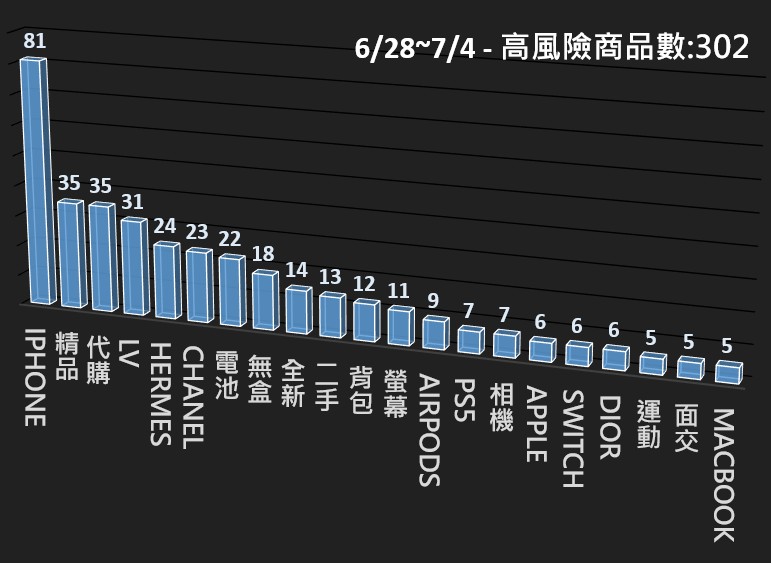 6/28~7/4 - 高風險商品數:302
81
35
35
31
24
23
22
18
14
13
12
11
9
7
7
6
6
6
5
5
5
IPHONE
精品
代購
LV
HERMES
CHANEL
電池
無盒
全新
二手
背包
螢幕
AIRPODS
PS5
相機
APPLE
SWITCH
DIOR
運動
面交
MACBOOK